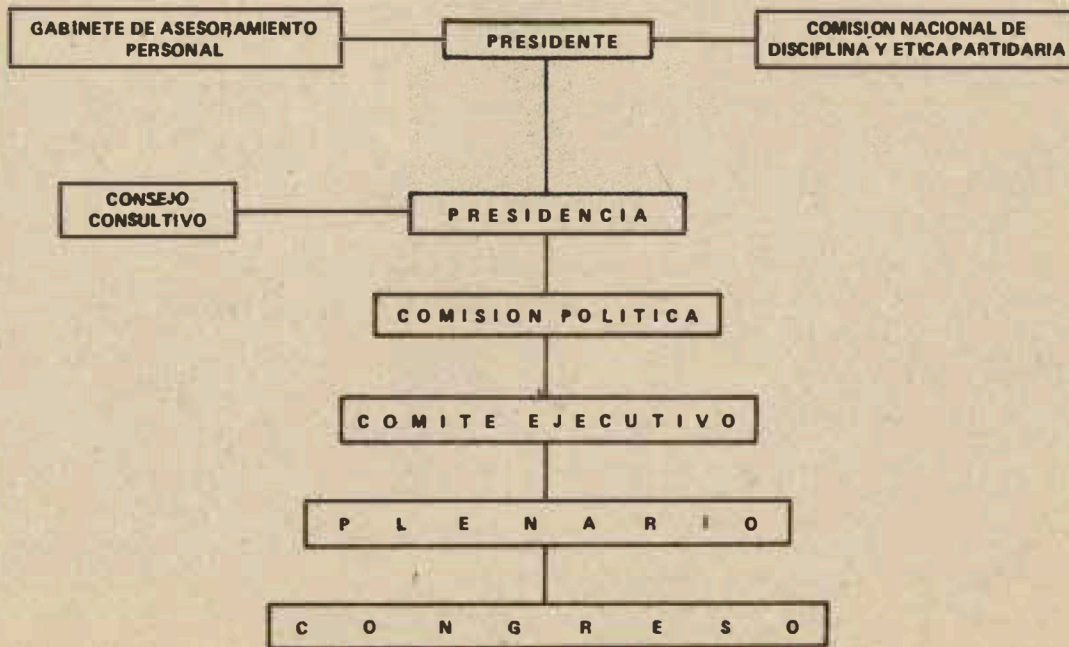 GABINETE DE ASESORAMIENTO
PERSONAL
PRESIDENTE
COMISION NACIONAL DE
DISCIPLINA Y ETICA PARTIDARIA
CONSEJO
CONSULTIVO
PRESIDENCIA
COMISION POLITICA
COMITE EJECUTIVO
PLENARIO
CONGRESO